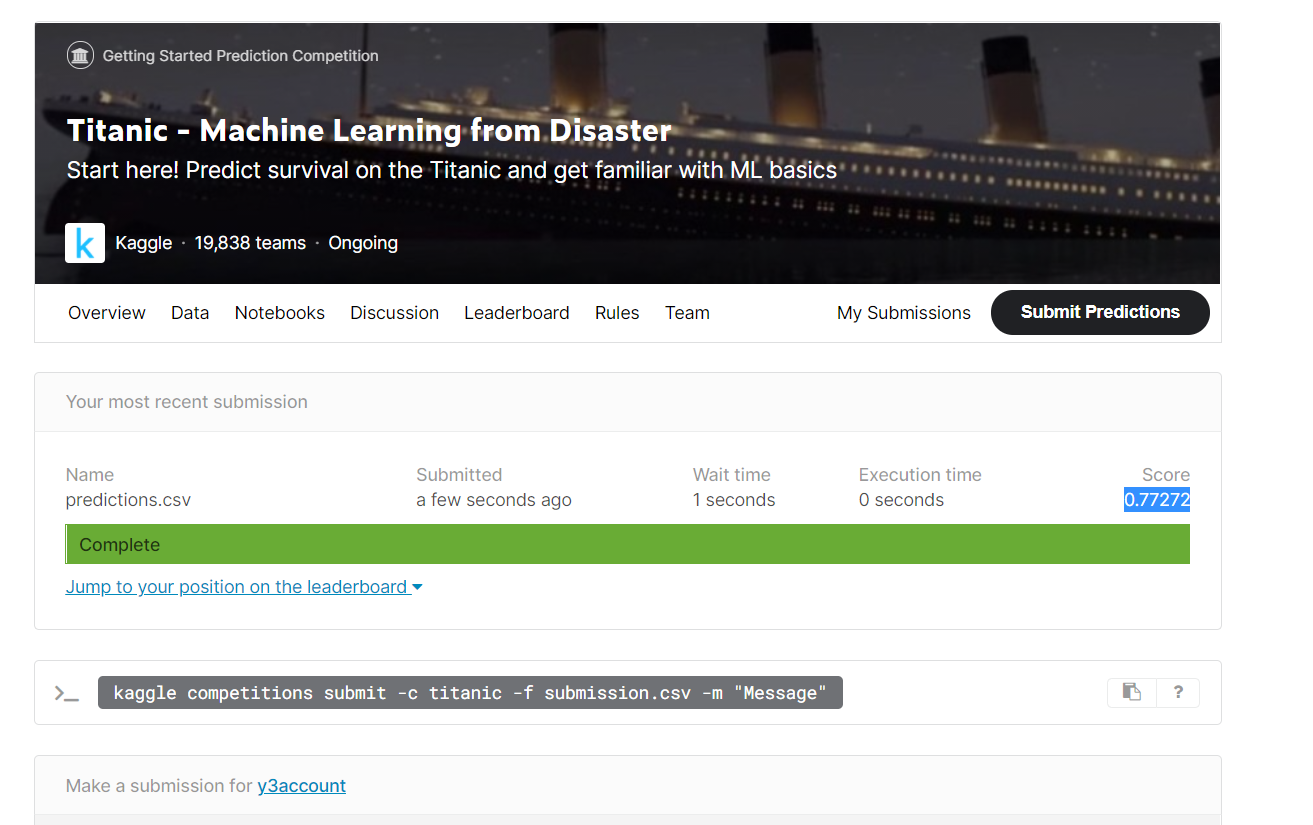 Getting Started Prediction Competition
Titanic - Machine Learning from Disaster
Start here! Predict survival on the Titanic and get familiar with ML basics
k Kaggle · 19,838 teams · Ongoing
Overview Data Notebooks Discussion Leaderboard Rules Team My Submissions Submit Predictions
Your most recent submission
Name Submitted Wait time Execution time Score
predictions.csv a few seconds ago 1 seconds 0 seconds 0.77272
Complete
Jump to your position on the leaderboard
>_ kaggle competitions submit -c titanic -f submission.csv -m "Message" ?
Make a submission for y3account